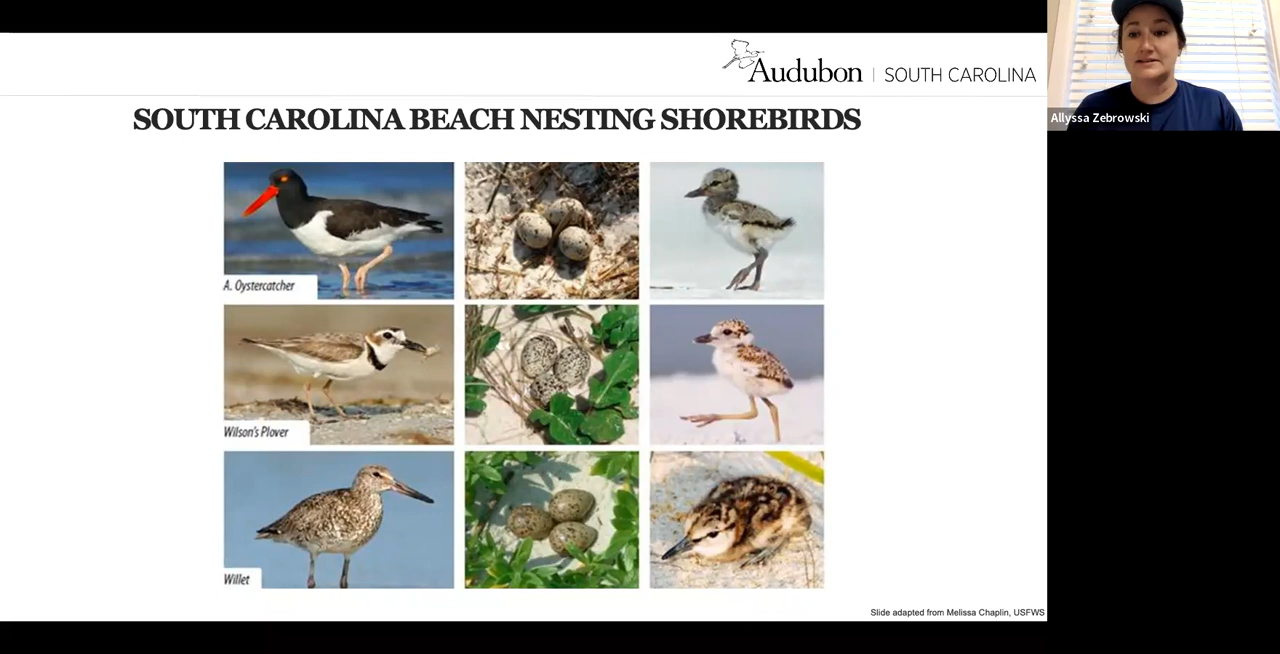 Audubon | SOUTH CAROLINA
SOUTH CAROLINA BEACH NESTING SHOREBIRDS
Allyssa Zebrowski
A. Oystercatcher
Wilson's Plover
Willet
Slide adapted from Melissa Chaplin, USFWS